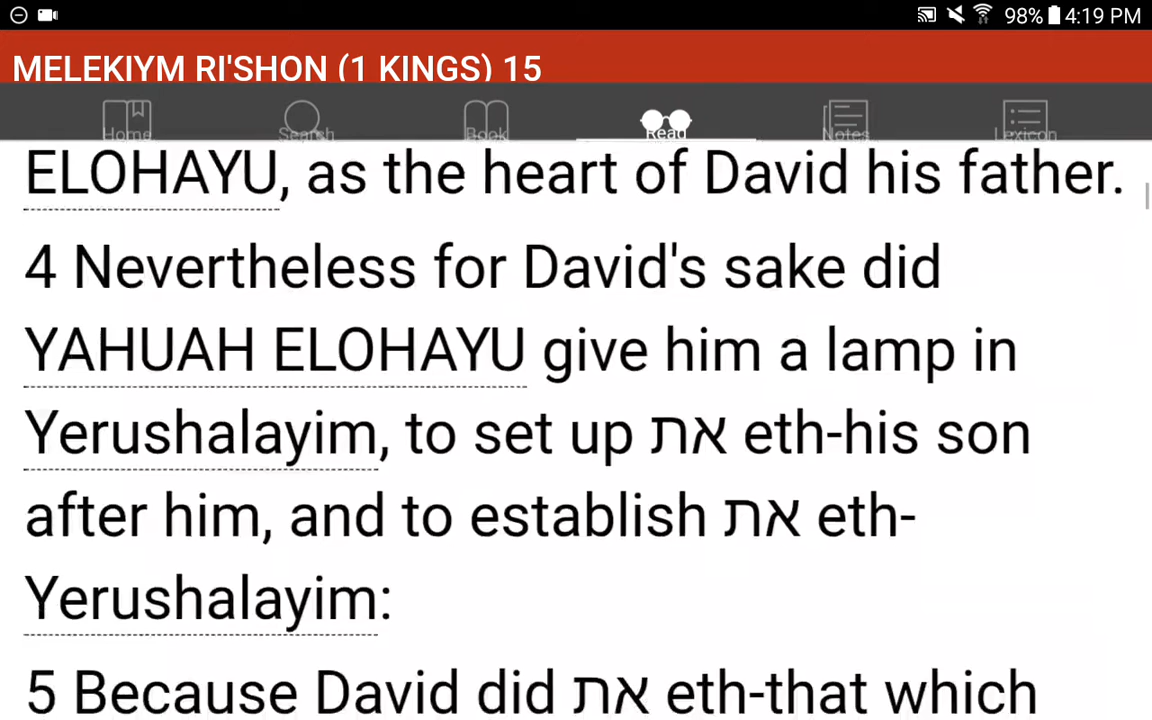 98% 4:19 PM
MELEKIYM RI'SHON (1 KINGS) 15
Home Search Book Read Notes Lexicon
ELOHAYU, as the heart of David his father.
4 Nevertheless for David's sake did
YAHUAH ELOHAYU give him a lamp in
Yerushalayim, to set up את eth-his son
after him, and to establish את eth-
Yerushalayim:
5 Because David did את eth-that which